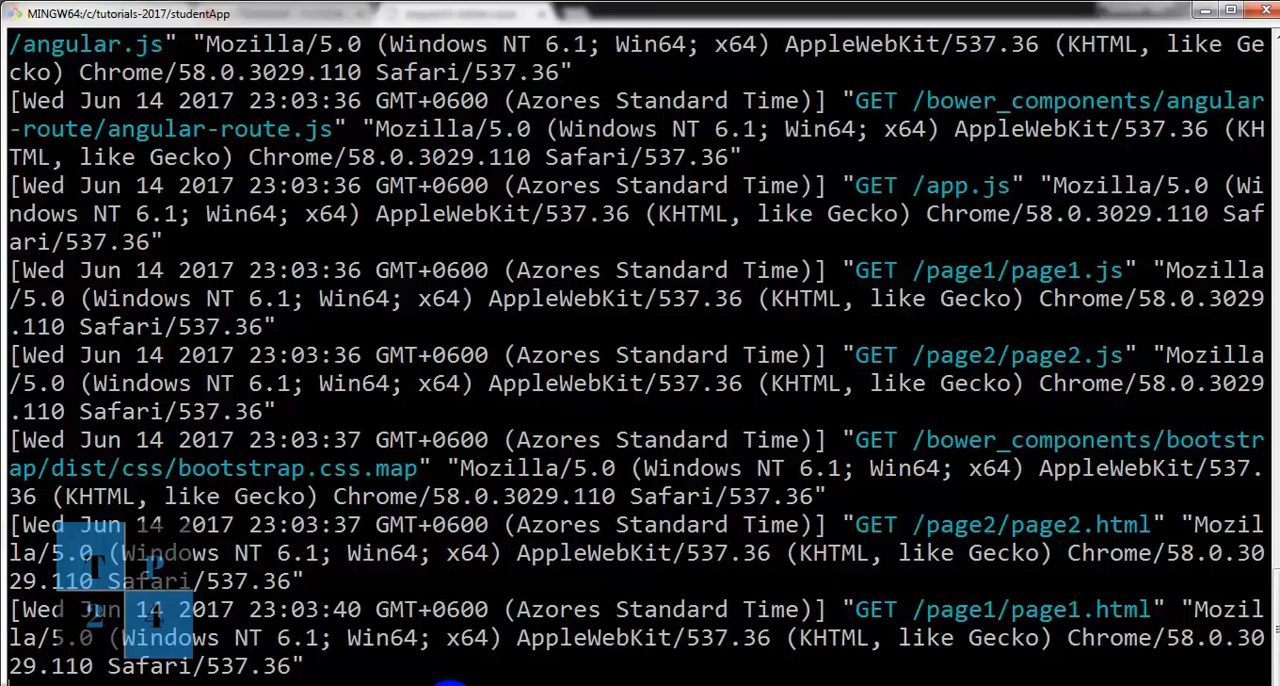 MINGW64:/c/tutorials-2017/studentApp
/angular.js" "Mozilla/5.0 (Windows NT 6.1; Win64; x64) AppleWebKit/537.36 (KHTML, like Ge
cko) Chrome/58.0.3029.110 Safari/537.36"
[Wed Jun 14 2017 23:03:36 GMT+0600 (Azores Standard Time)] "GET /bower_components/angular
-route/angular-route.js" "Mozilla/5.0 (Windows NT 6.1; Win64; x64) AppleWebKit/537.36 (KH
TML, like Gecko) Chrome/58.0.3029.110 Safari/537.36"
[Wed Jun 14 2017 23:03:36 GMT+0600 (Azores Standard Time)] "GET /app.js" "Mozilla/5.0 (Wi
ndows NT 6.1; Win64; x64) AppleWebKit/537.36 (KHTML, like Gecko) Chrome/58.0.3029.110 Saf
ari/537.36"
[Wed Jun 14 2017 23:03:36 GMT+0600 (Azores Standard Time)] "GET /page1/page1.js" "Mozilla
/5.0 (Windows NT 6.1; Win64; x64) AppleWebKit/537.36 (KHTML, like Gecko) Chrome/58.0.3029
.110 Safari/537.36"
[Wed Jun 14 2017 23:03:36 GMT+0600 (Azores Standard Time)] "GET /page2/page2.js" "Mozilla
/5.0 (Windows NT 6.1; Win64; x64) AppleWebKit/537.36 (KHTML, like Gecko) Chrome/58.0.3029
.110 Safari/537.36"
[Wed Jun 14 2017 23:03:37 GMT+0600 (Azores Standard Time)] "GET /bower_components/bootstr
ap/dist/css/bootstrap.css.map" "Mozilla/5.0 (Windows NT 6.1; Win64; x64) AppleWebKit/537.
36 (KHTML, like Gecko) Chrome/58.0.3029.110 Safari/537.36"
[Wed Jun 14 2017 23:03:37 GMT+0600 (Azores Standard Time)] "GET /page2/page2.html" "Mozil
la/5.0 (Windows NT 6.1; Win64; x64) AppleWebKit/537.36 (KHTML, like Gecko) Chrome/58.0.30
29.110 Safari/537.36"
[Wed Jun 14 2017 23:03:40 GMT+0600 (Azores Standard Time)] "GET /page1/page1.html" "Mozil
la/5.0 (Windows NT 6.1; Win64; x64) AppleWebKit/537.36 (KHTML, like Gecko) Chrome/58.0.30
29.110 Safari/537.36"
T P
2 4